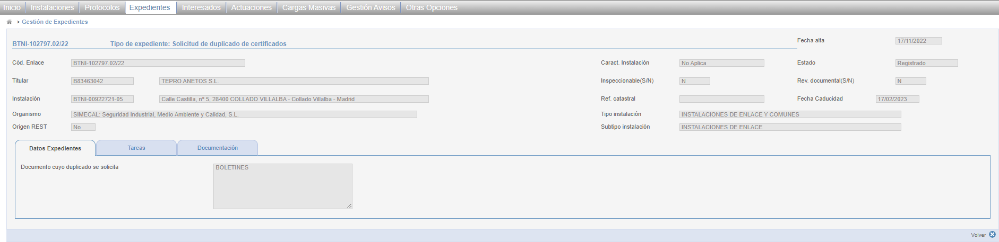 Inicio Instalaciones Protocolos Expedientes Interesados Actuaciones Cargas Masivas Gestión Avisos Otras Opciones
> Gestión de Expedientes
BTNI-102797.02/22 Tipo de expediente: Solicitud de duplicado de certificados Fecha alta 17/11/2022
Cód. Enlace BTNI-102797.02/22 Caract. Instalación No Aplica Estado Registrado
Titular B83463042 TEPRO ANETOS S.L. Inspeccionable(S/N) N Rev. documental(S/N) N
Instalación BTNI-00922721-05 Calle Castilla, nº 5, 28400 COLLADO VILLALBA - Collado Villalba - Madrid Ref. catastral Fecha Caducidad 17/02/2023
Organismo SIMECAL: Seguridad Industrial, Medio Ambiente y Calidad, S.L. Tipo instalación INSTALACIONES DE ENLACE Y COMUNES
Origen REST No Subtipo instalación INSTALACIONES DE ENLACE
Datos Expedientes Tareas Documentación
Documento cuyo duplicado se solicita BOLETINES
Volver